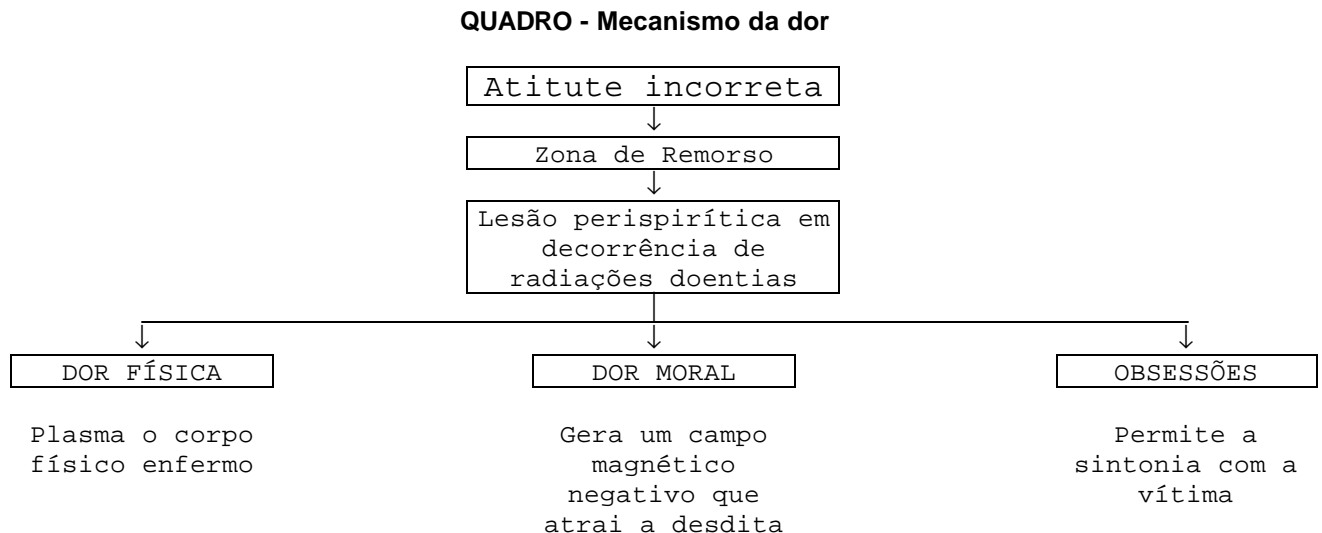 QUADRO - Mecanismo da dor
Atitute incorreta
Zona de Remorso
Lesão perispirítica em
decorrência de
radiações doentias
DOR FÍSICA
Plasma o corpo
físico enfermo
DOR MORAL
Gera um campo
magnético
negativo que
atrai a desdita
OBSESSÕES
Permite a
sintonia com a
vítima